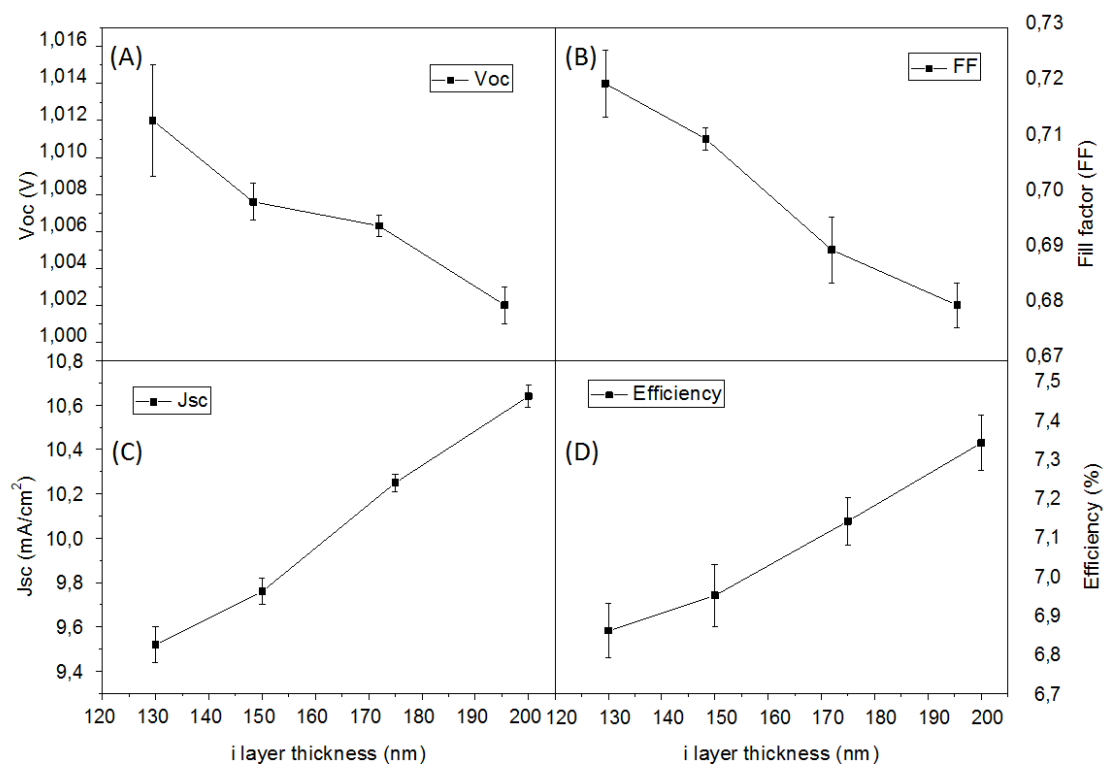 (A)
Voc
Voc (V)
1,016
1,014
1,012
1,010
1,008
1,006
1,004
1,002
1,000
(B)
FF
0,73
0,72
0,71
0,70
0,69
0,68
0,67
Fill factor (FF)
Jsc
(C)
Jsc (mA/cm²)
10,8
10,6
10,4
10,2
10,0
9,8
9,6
9,4
120 130 140 150 160 170 180 190 200
i layer thickness (nm)
Efficiency
(D)
7,5
7,4
7,3
7,2
7,1
7,0
6,9
6,8
6,7
Efficiency (%)
120 130 140 150 160 170 180 190 200
i layer thickness (nm)